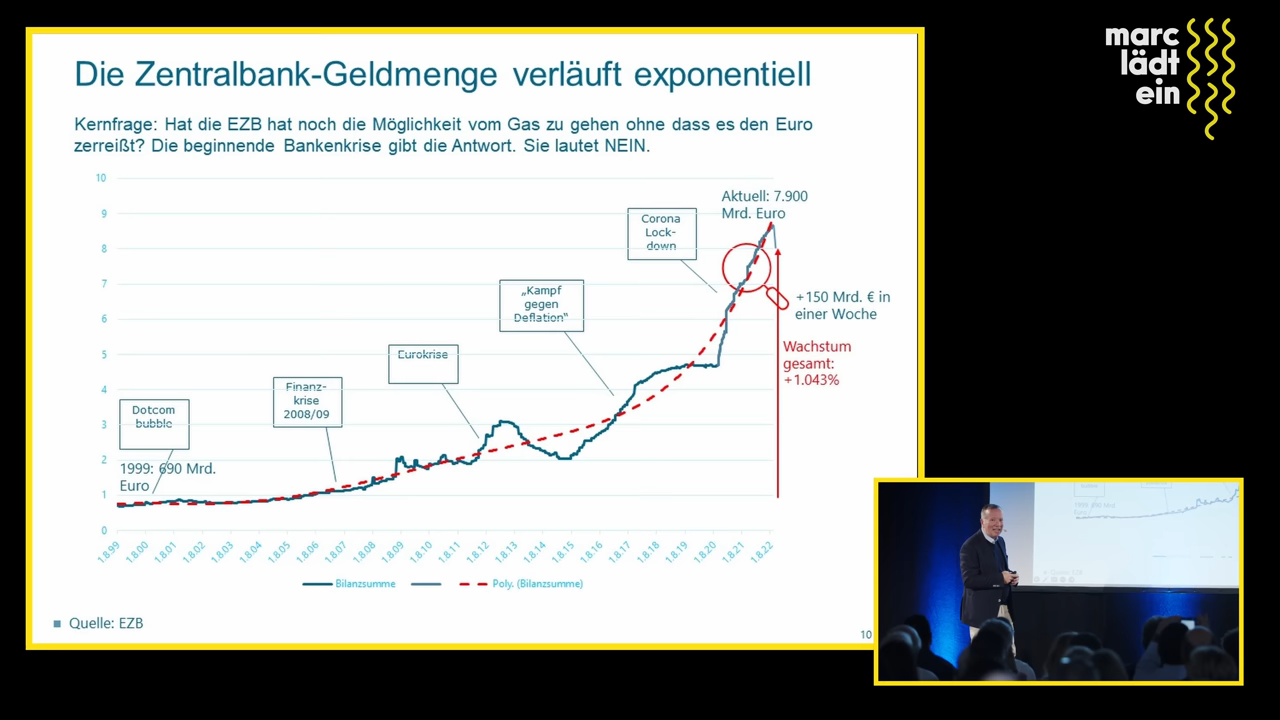 marc
lädt
ein
Die Zentralbank-Geldmenge verläuft exponentiell
Kernfrage: Hat die EZB hat noch die Möglichkeit vom Gas zu gehen ohne dass es den Euro
zerreißt? Die beginnende Bankenkrise gibt die Antwort. Sie lautet NEIN.
10
9
8
7
6
5
4
3
2
1
0
Aktuell: 7.900
Mrd. Euro
Corona
Lock-
down
„Kampf
gegen
Deflation“
+150 Mrd. € in
einer Woche
Eurokrise
Wachstum
gesamt:
+1.043%
Finanz-
krise
2008/09
Dotcom
bubble
1999: 690 Mrd.
Euro
1.8.99
1.8.00
1.8.01
1.8.02
1.8.03
1.8.04
1.8.05
1.8.06
1.8.07
1.8.08
1.8.09
1.8.10
1.8.11
1.8.12
1.8.13
1.8.14
1.8.15
1.8.16
1.8.17
1.8.18
1.8.19
1.8.20
1.8.21
1.8.22
Bilanzsumme
Poly. (Bilanzsumme)
Quelle: EZB
10